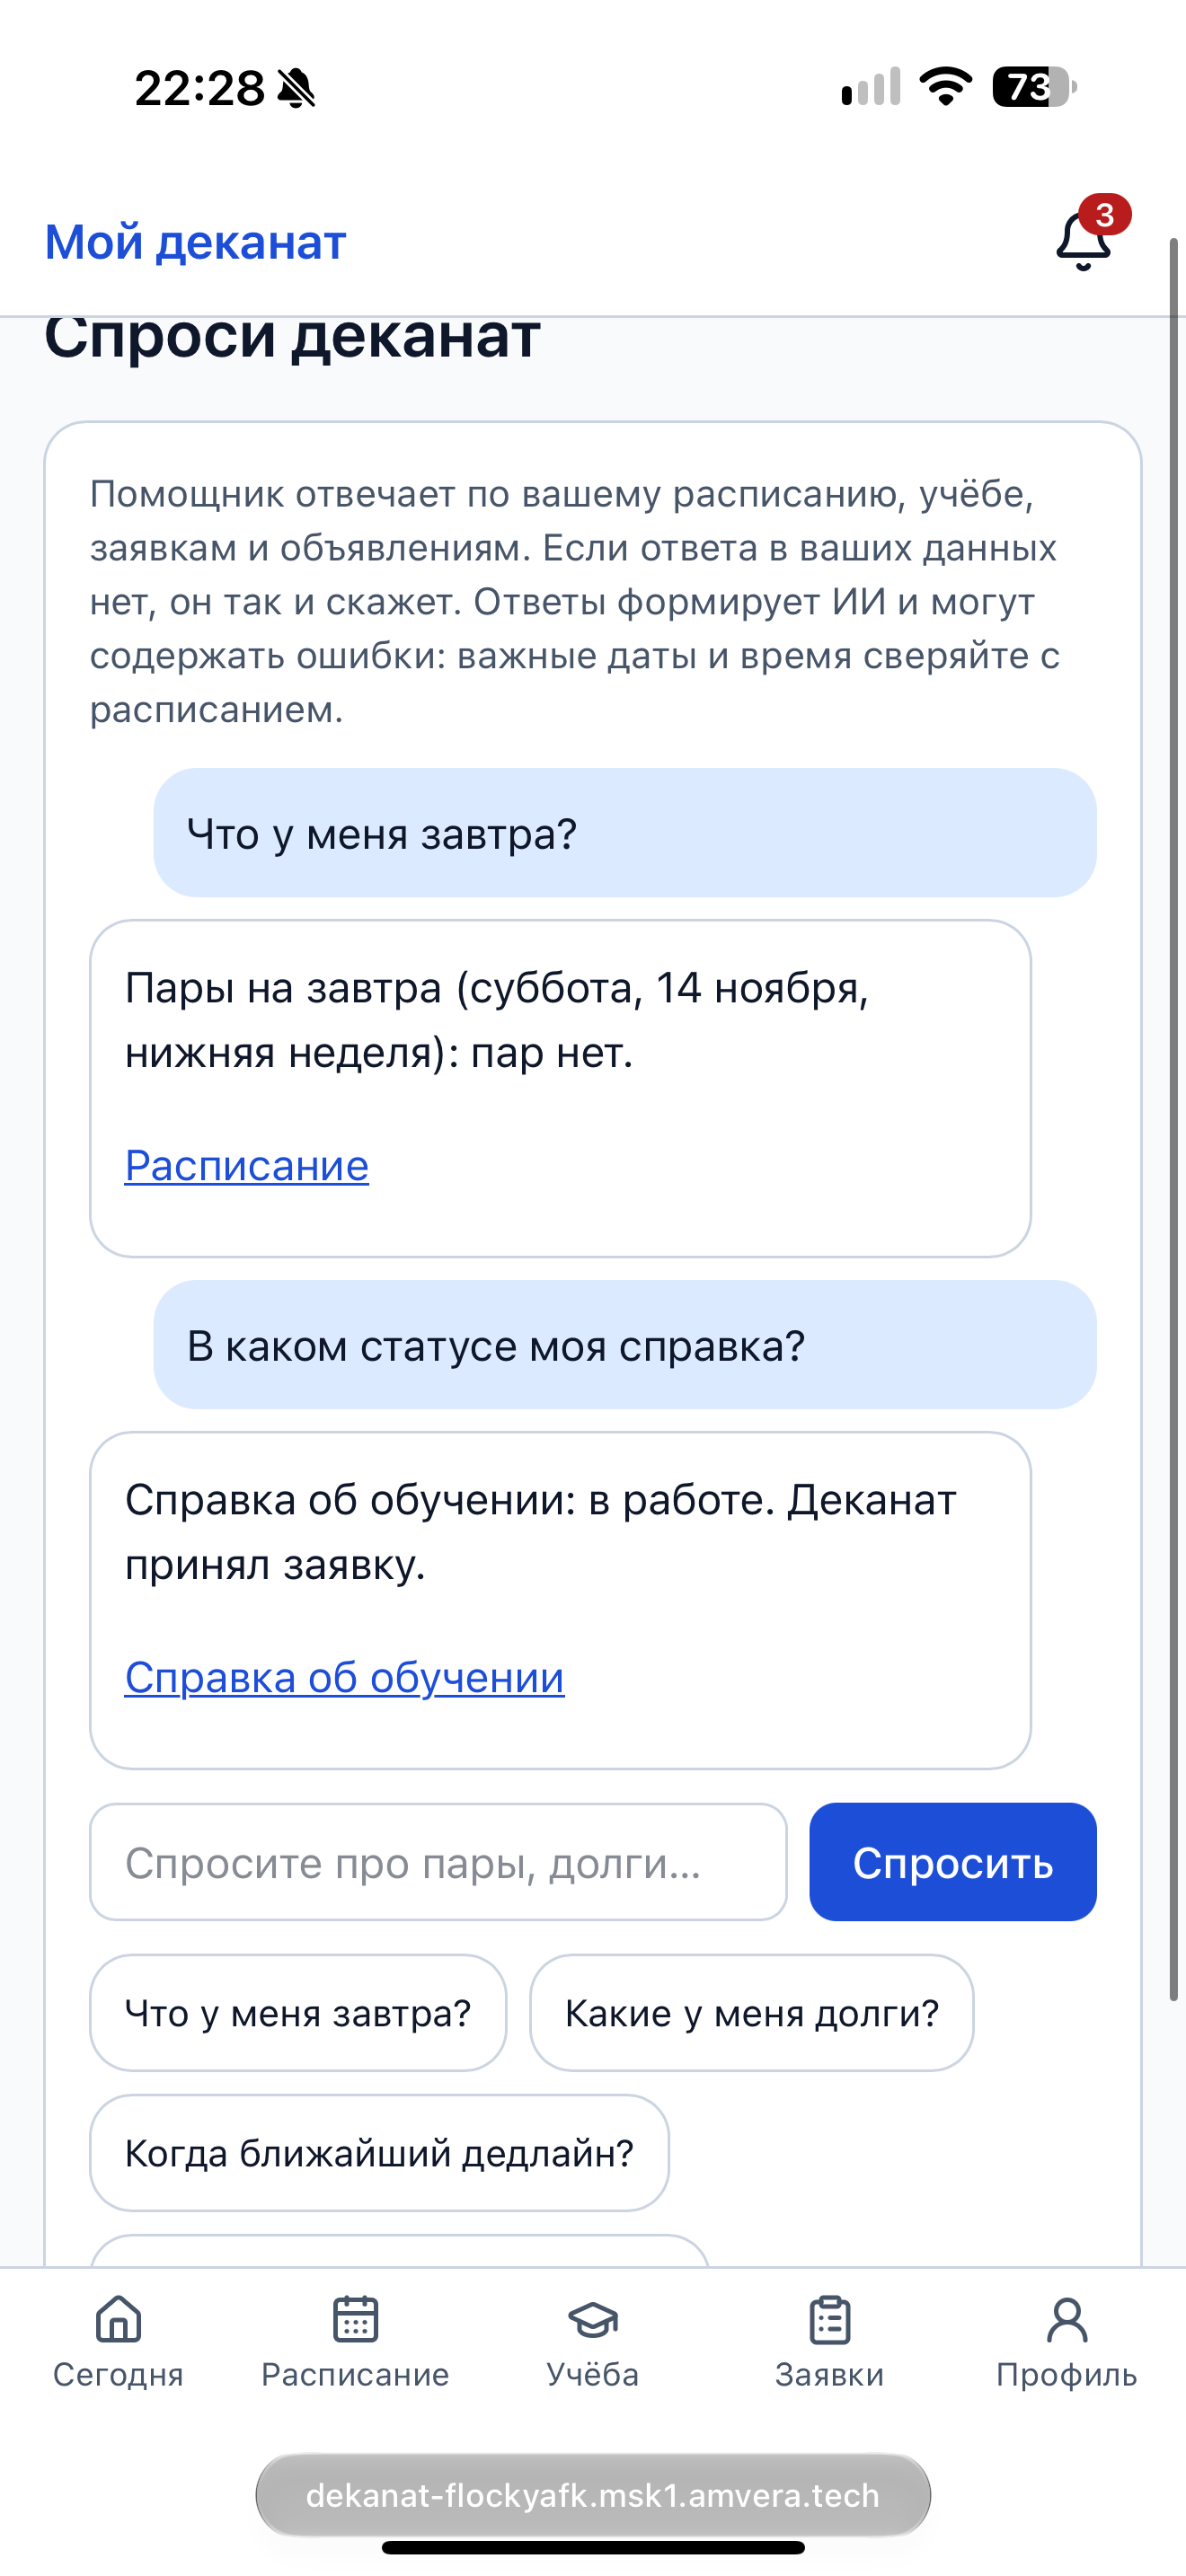 22:28
73
Мой деканат
3
Спроси деканат
Помощник отвечает по вашему расписанию, учёбе,
заявкам и объявлениям. Если ответа в ваших данных
нет, он так и скажет. Ответы формирует ИИ и могут
содержать ошибки: важные даты и время сверяйте с
расписанием.
Что у меня завтра?
Пары на завтра (суббота, 14 ноября,
нижняя неделя): пар нет.
Расписание
В каком статусе моя справка?
Справка об обучении: в работе. Деканат
принял заявку.
Справка об обучении
Спросите про пары, долги...
Спросить
Что у меня завтра?
Какие у меня долги?
Когда ближайший дедлайн?
Сегодня
Расписание
Учёба
Заявки
Профиль
dekanat-flockyafk.msk1.amvera.tech